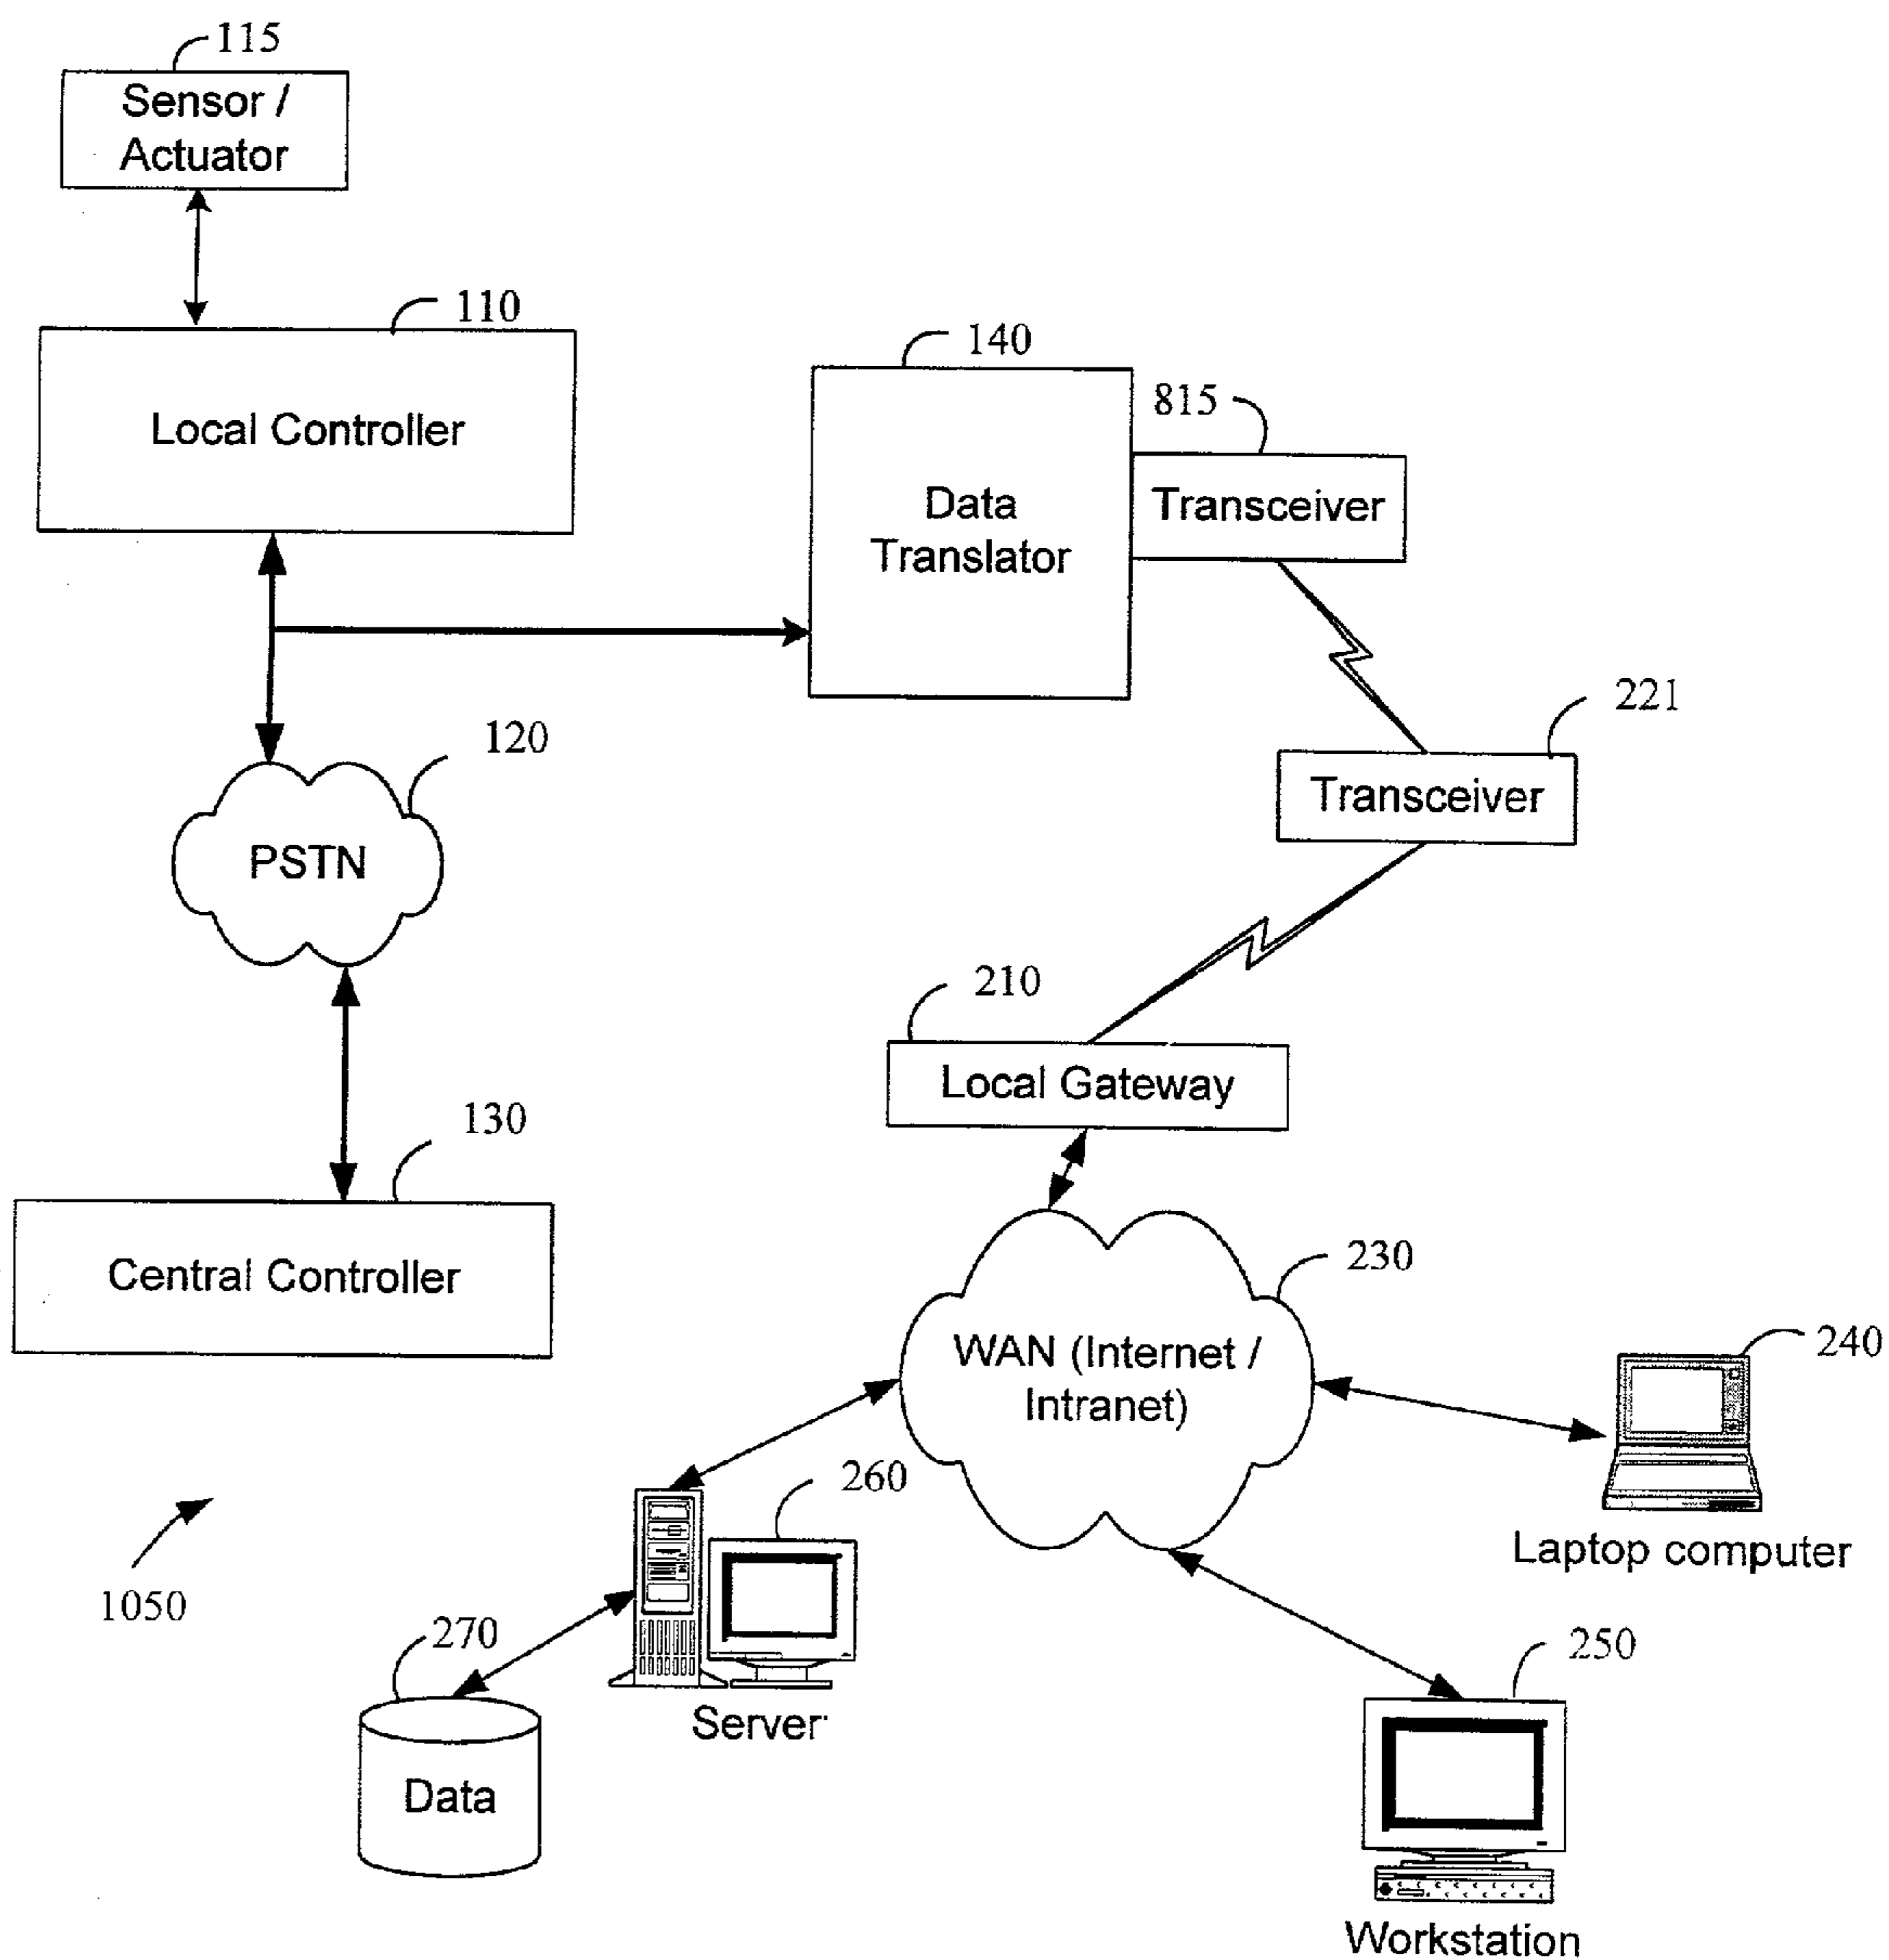 115
Sensor /
Actuator
110
Local Controller
140
815
Data
Translator
Transceiver
221
Transceiver
120
PSTN
210
Local Gateway
130
Central Controller
230
WAN (Internet /
Intranet)
240
Laptop computer
260
Server
1050
270
Data
250
Workstation